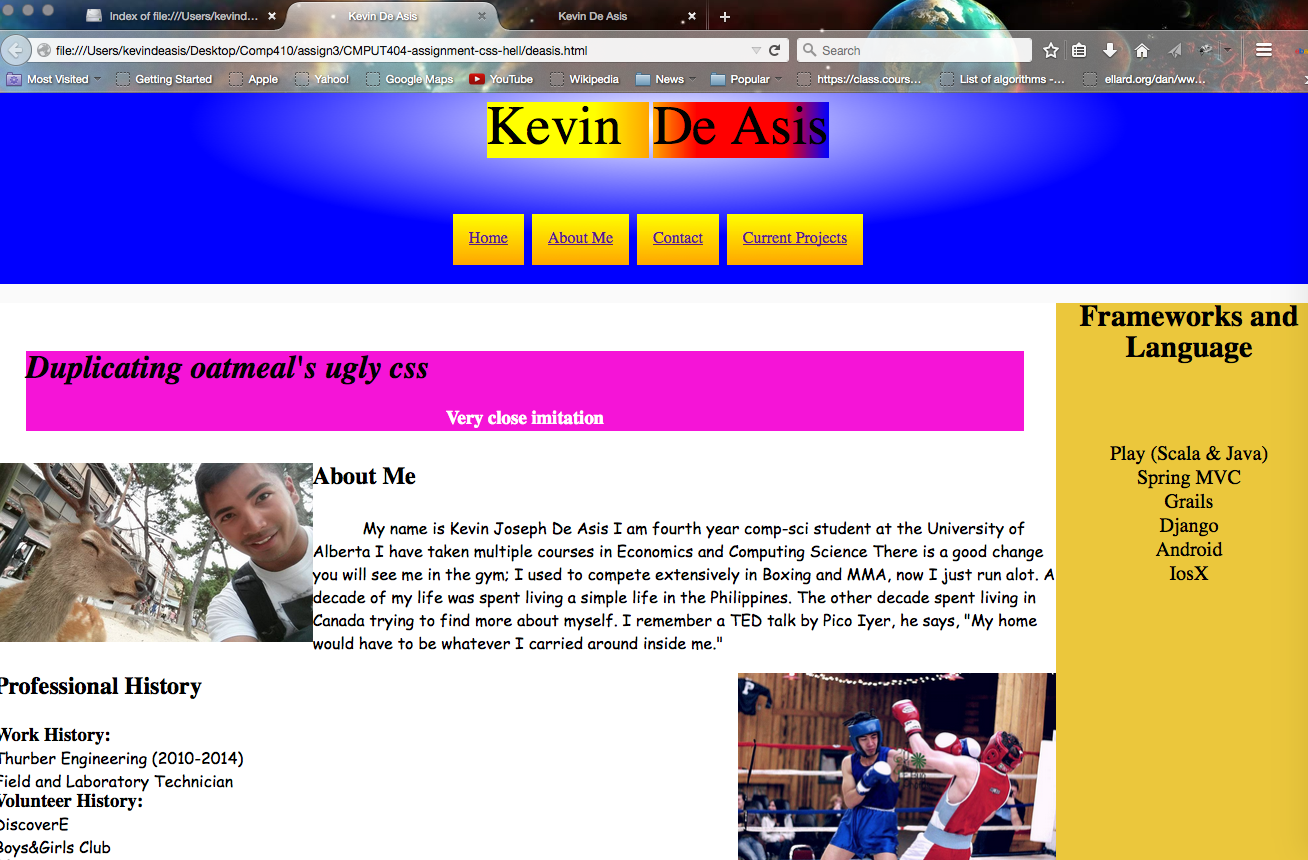 Index of file:///Users/kevind...
Kevin De Asis
Kevin De Asis
file:///Users/kevindeasis/Desktop/Comp410/assign3/CMPUT404-assignment-css-hell/deasis.html
Search
Most Visited
Getting Started
Apple
Yahoo!
Google Maps
YouTube
Wikipedia
News
Popular
https://class.cours...
List of algorithms -...
ellard.org/dan/ww...
Kevin De Asis
Home
About Me
Contact
Current Projects
Duplicating oatmeal's ugly css
Very close imitation
About Me
My name is Kevin Joseph De Asis I am fourth year comp-sci student at the University of
Alberta I have taken multiple courses in Economics and Computing Science There is a good change
you will see me in the gym; I used to compete extensively in Boxing and MMA, now I just run alot. A
decade of my life was spent living a simple life in the Philippines. The other decade spent living in
Canada trying to find more about myself. I remember a TED talk by Pico Iyer, he says, "My home
would have to be whatever I carried around inside me."
Professional History
Work History:
Thurber Engineering (2010-2014)
Field and Laboratory Technician
Volunteer History:
DiscoverE
Boys&Girls Club
P
Frameworks and
Language
Play (Scala & Java)
Spring MVC
Grails
Django
Android
IosX